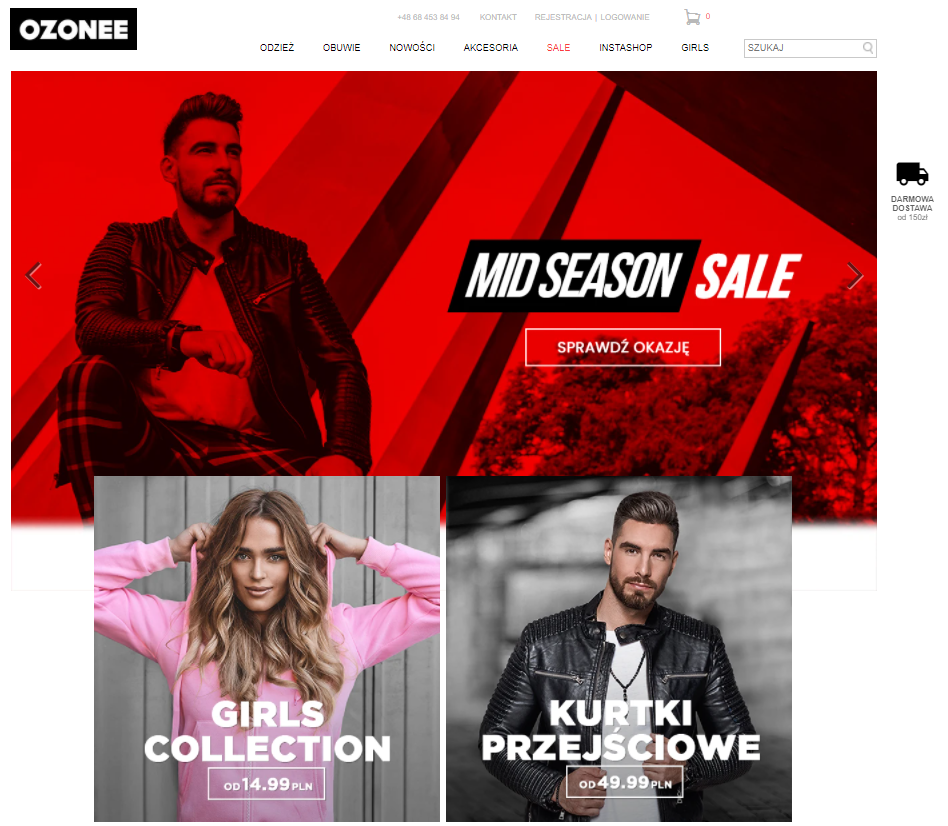 OZONEE
+48 68 453 84 94 KONTAKT REJESTRACJA | LOGOWANIE 0
ODZIEŻ OBUWIE NOWOŚCI AKCESORIA SALE INSTASHOP GIRLS SZUKAJ
DARMOWA
DOSTAWA
od 150zł
MID SEASON SALE
SPRAWDŹ OKAZJĘ
GIRLS
COLLECTION
OD 14.99 PLN
KURTKI
PRZEJŚCIOWE
OD 49.99 PLN